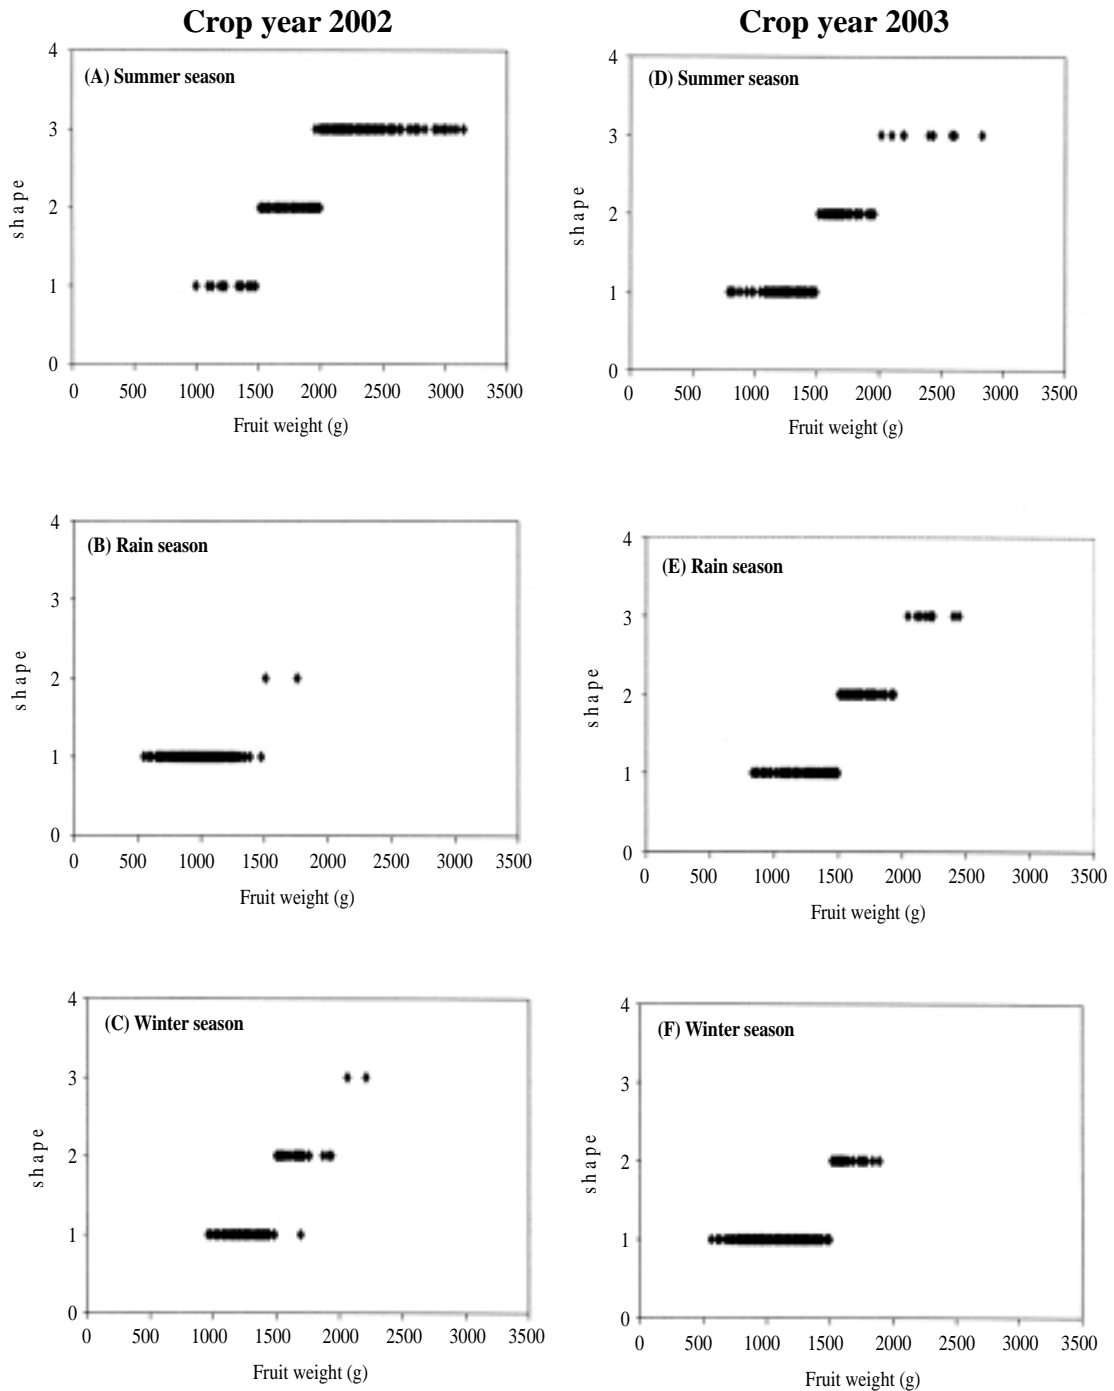 Crop year 2002
Crop year 2003
(A) Summer season
4
3
2
1
0
shape
0 500 1000 1500 2000 2500 3000 3500
Fruit weight (g)
(D) Summer season
4
3
2
1
0
shape
0 500 1000 1500 2000 2500 3000 3500
Fruit weight (g)
(B) Rain season
4
3
2
1
0
shape
0 500 1000 1500 2000 2500 3000 3500
Fruit weight (g)
(E) Rain season
4
3
2
1
0
shape
0 500 1000 1500 2000 2500 3000 3500
Fruit weight (g)
(C) Winter season
4
3
2
1
0
shape
0 500 1000 1500 2000 2500 3000 3500
Fruit weight (g)
(F) Winter season
4
3
2
1
0
shape
0 500 1000 1500 2000 2500 3000 3500
Fruit weight (g)